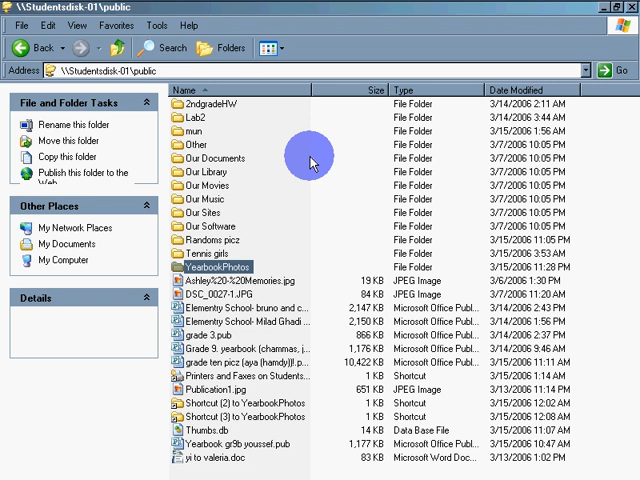 \\Studentsdisk-01\public
File Edit View Favorites Tools Help
Back Search Folders
Address \\Studentsdisk-01\public Go
File and Folder Tasks
Rename this folder
Move this folder
Copy this folder
Publish this folder to the
Web
Other Places
My Network Places
My Documents
My Computer
Details
Name Size Type Date Modified
2ndgradeHW File Folder 3/14/2006 2:11 AM
Lab2 File Folder 3/14/2006 3:44 AM
mun File Folder 3/15/2006 1:56 AM
Other File Folder 3/7/2006 10:05 PM
Our Documents File Folder 3/7/2006 10:05 PM
Our Library File Folder 3/7/2006 10:05 PM
Our Movies File Folder 3/7/2006 10:05 PM
Our Music File Folder 3/7/2006 10:05 PM
Our Sites File Folder 3/7/2006 10:05 PM
Our Software File Folder 3/7/2006 10:05 PM
Randoms picz File Folder 3/15/2006 11:05 PM
Tennis girls File Folder 3/15/2006 3:53 AM
YearbookPhotos File Folder 3/15/2006 11:28 PM
Ashley%20-%20Memories.jpg 19 KB JPEG Image 3/6/2006 1:30 PM
DSC_0027-1.JPG 84 KB JPEG Image 3/7/2006 11:20 AM
Elementry School- bruno and c... 2,147 KB Microsoft Office Publ... 3/14/2006 2:43 PM
Elementry School- Milad Ghadi ... 2,150 KB Microsoft Office Publ... 3/14/2006 1:56 PM
grade 3.pub 866 KB Microsoft Office Publ... 3/14/2006 2:37 PM
Grade 9. yearbook (chammas, j... 1,176 KB Microsoft Office Publ... 3/14/2006 9:46 AM
grade ten picz (aya (hamdy)!.p... 10,422 KB Microsoft Office Publ... 3/15/2006 11:11 AM
Printers and Faxes on Students... 1 KB Shortcut 3/15/2006 11:14 AM
Publication1.jpg 651 KB JPEG Image 3/13/2006 11:14 PM
Shortcut (2) to YearbookPhotos 1 KB Shortcut 3/15/2006 12:02 AM
Shortcut (3) to YearbookPhotos 1 KB Shortcut 3/15/2006 12:08 AM
Thumbs.db 14 KB Data Base File 3/15/2006 11:07 AM
Yearbook gr9b youssef.pub 1,177 KB Microsoft Office Publ... 3/15/2006 10:47 AM
yi to valeria.doc 83 KB Microsoft Word Doc... 3/13/2006 1:02 PM